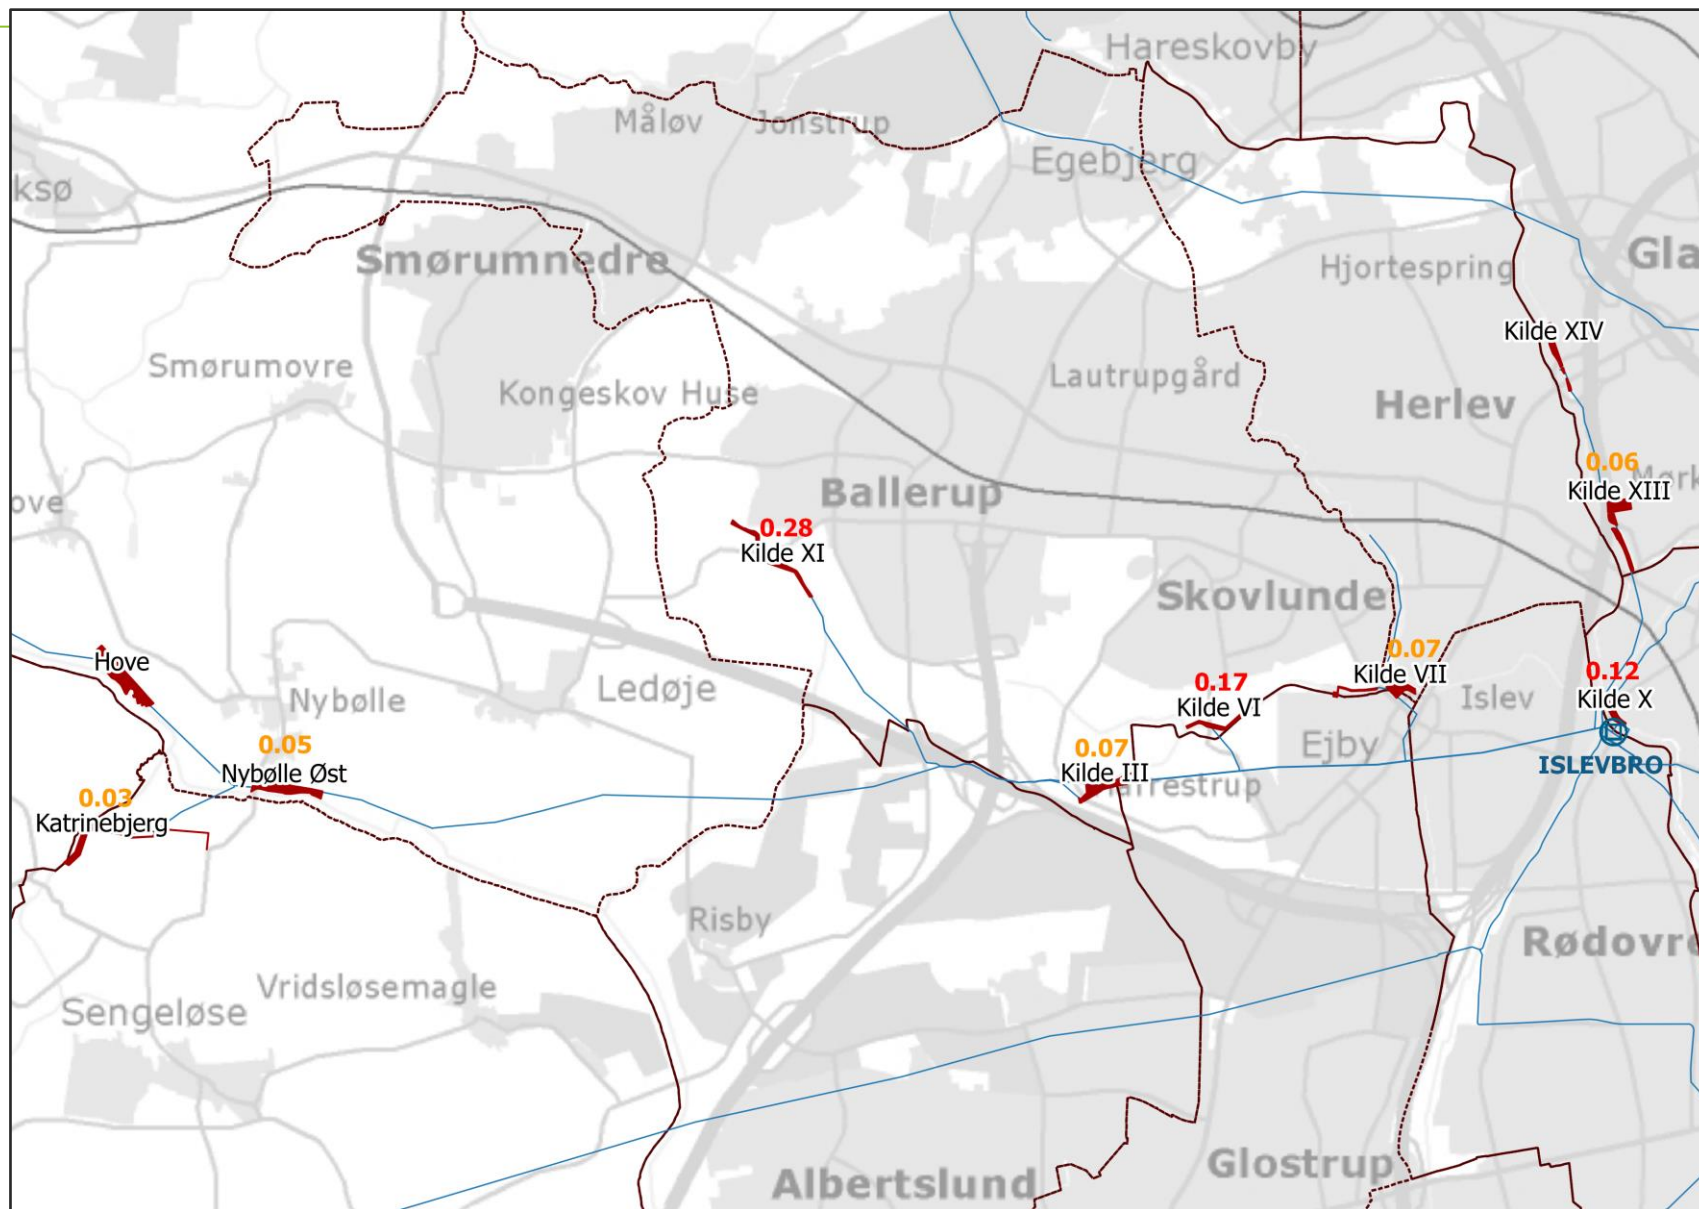 Hareskovby
Måløv
Jonstrup
Egebjerg
ksø
Smørumnedre
Gla
Hjortespring
Kilde XIV
Smørumovre
Kongeskov Huse
Lautrupgård
Herlev
0.06
Kilde XIII
Mørk
Ballerup
ove
0.28
Kilde XI
Skovlunde
Hove
0.07
Kilde VII
0.12
Kilde X
0.17
Kilde VI
Islev
Nybølle
Ledøje
0.05
Nybølle Øst
0.07
Kilde III
Ejby
ISLEVBRO
0.03
Katrinebjerg
rrestrup
Risby
Rødovre
Vridsløsemagle
Sengeløse
Albertslund
Glostrup